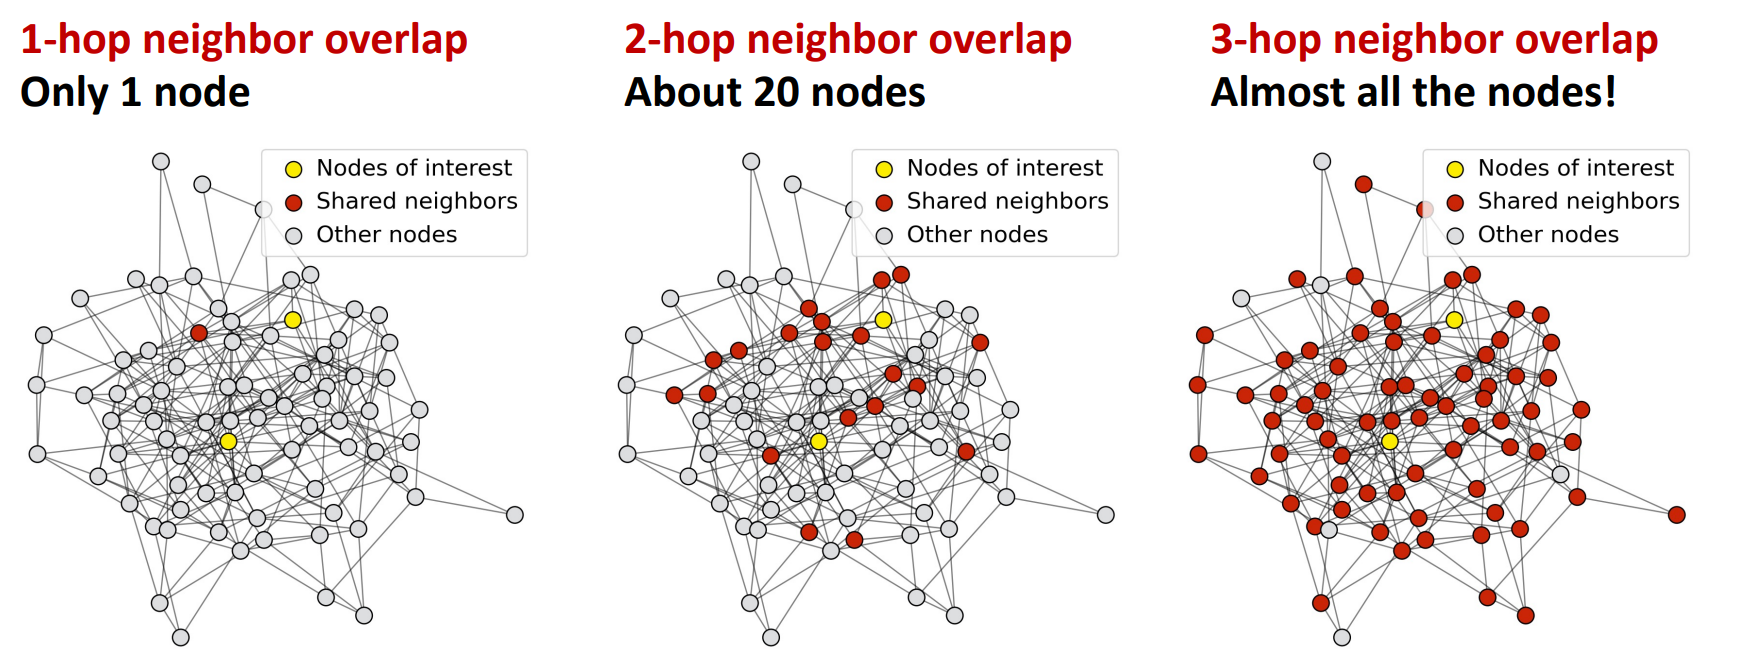 1-hop neighbor overlap
Only 1 node
Nodes of interest
Shared neighbors
Other nodes
2-hop neighbor overlap
About 20 nodes
Nodes of interest
Shared neighbors
Other nodes
3-hop neighbor overlap
Almost all the nodes!
Nodes of interest
Shared neighbors
Other nodes